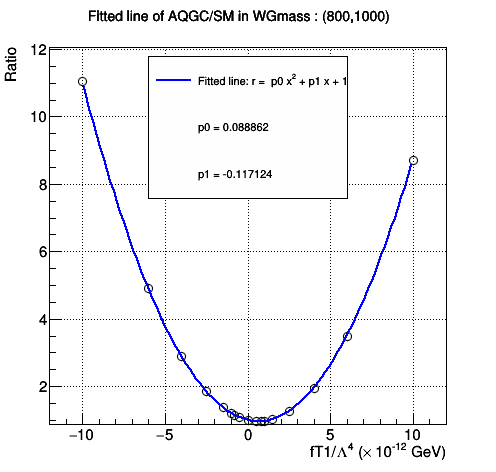 Fitted line of AQGC/SM in WGmass : (800,1000)
Ratio
12
10
8
6
4
2
Fitted line: r = p0 x² + p1 x + 1
p0 = 0.088862
p1 = -0.117124
−10 −5 0 5 10
fT1/Λ⁴ (× 10⁻¹² GeV)